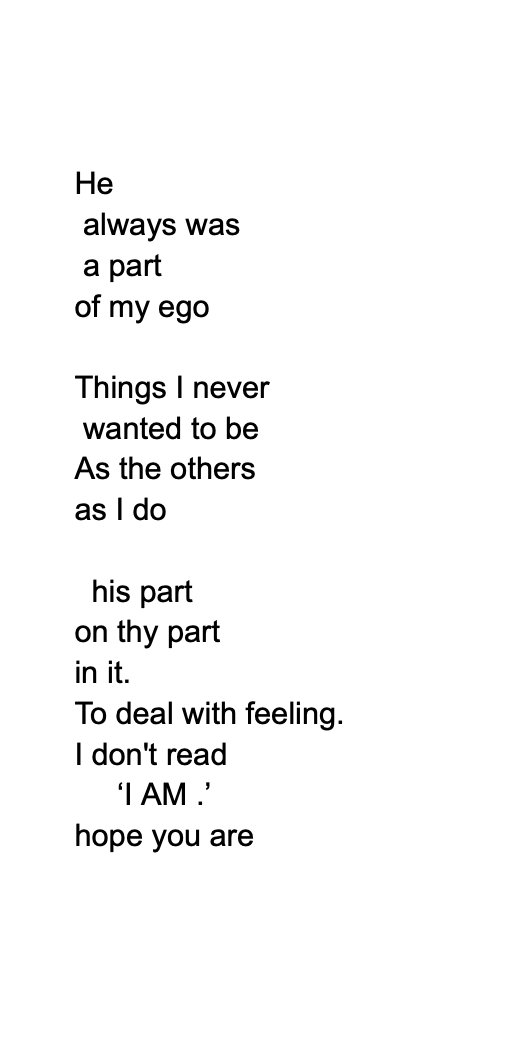 He
always was
a part
of my ego

Things I never
wanted to be
As the others
as I do

his part
on thy part
in it.
To deal with feeling.
I don't read
‘I AM .’
hope you are